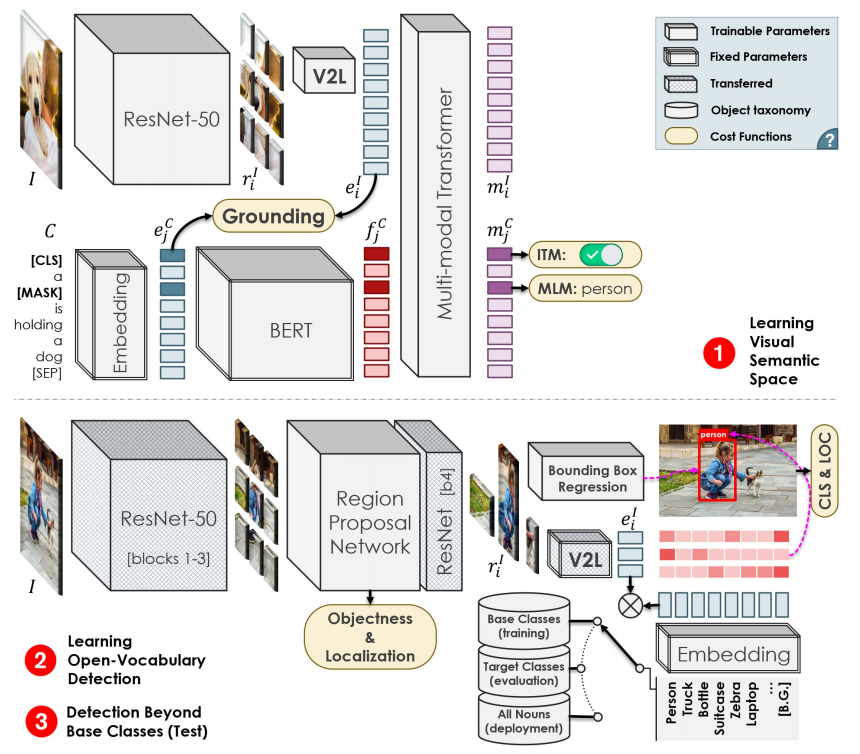 ResNet-50
V2L
Multi-modal Transformer
I
r_i^I
e_i^I
m_i^I
Trainable Parameters
Fixed Parameters
Transferred
Object taxonomy
Cost Functions
?
Grounding
C
e_j^C
f_j^C
m_j^C
[CLS]
a
[MASK]
is
holding
a
dog
[SEP]
Embedding
BERT
ITM:
MLM: person
1
Learning
Visual
Semantic
Space
ResNet-50
[blocks 1-3]
I
Region
Proposal
Network
ResNet [b4]
Objectness
&
Localization
Bounding Box
Regression
person
CLS & LOC
r_i^I
V2L
e_i^I
Base Classes
(training)
Target Classes
(evaluation)
All Nouns
(deployment)
Embedding
Person
Truck
Bottle
Suitcase
Zebra
Laptop
...
[B.G.]
2
Learning
Open-Vocabulary
Detection
3
Detection Beyond
Base Classes (Test)